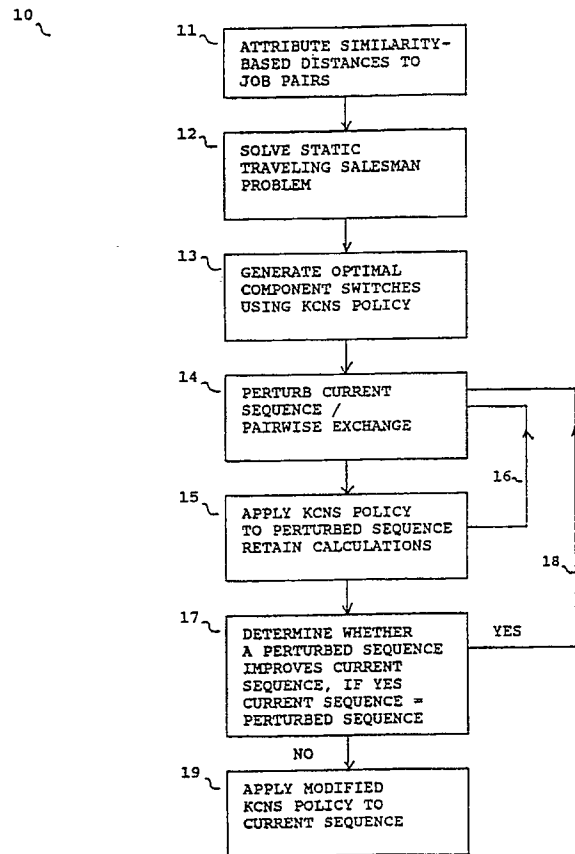 10
11
ATTRIBUTE SIMILARITY-
BASED DISTANCES TO
JOB PAIRS
12
SOLVE STATIC
TRAVELING SALESMAN
PROBLEM
13
GENERATE OPTIMAL
COMPONENT SWITCHES
USING KCNS POLICY
14
PERTURB CURRENT
SEQUENCE /
PAIRWISE EXCHANGE
16
15
APPLY KCNS POLICY
TO PERTURBED SEQUENCE
RETAIN CALCULATIONS
18
17
DETERMINE WHETHER
A PERTURBED SEQUENCE
IMPROVES CURRENT
SEQUENCE, IF YES
CURRENT SEQUENCE =
PERTURBED SEQUENCE
YES
NO
19
APPLY MODIFIED
KCNS POLICY TO
CURRENT SEQUENCE